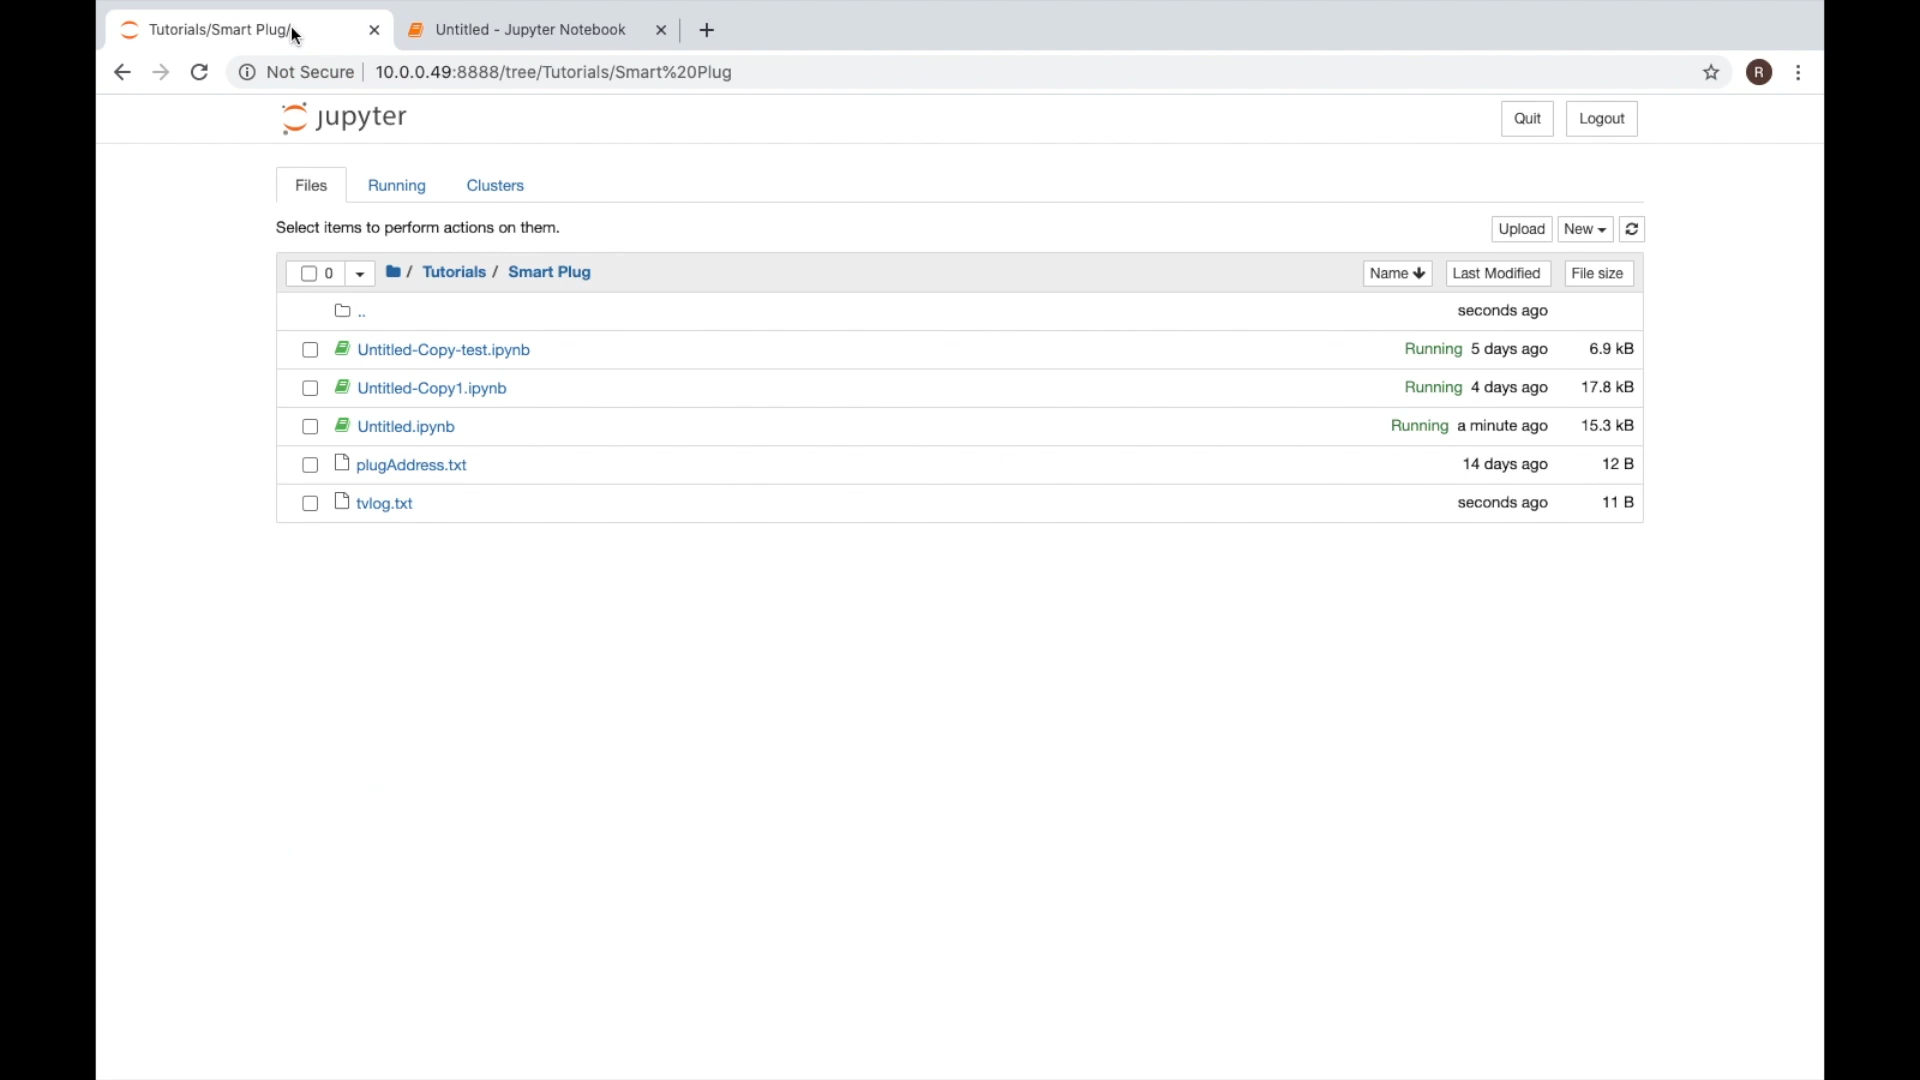 Tutorials/Smart Plug/
Untitled - Jupyter Notebook
Not Secure
10.0.0.49:8888/tree/Tutorials/Smart%20Plug
R
jupyter
Quit
Logout
Files
Running
Clusters
Select items to perform actions on them.
Upload
New
0
/ Tutorials / Smart Plug
Name
Last Modified
File size
..
seconds ago
Untitled-Copy-test.ipynb
Running 5 days ago
6.9 kB
Untitled-Copy1.ipynb
Running 4 days ago
17.8 kB
Untitled.ipynb
Running a minute ago
15.3 kB
plugAddress.txt
14 days ago
12 B
tvlog.txt
seconds ago
11 B